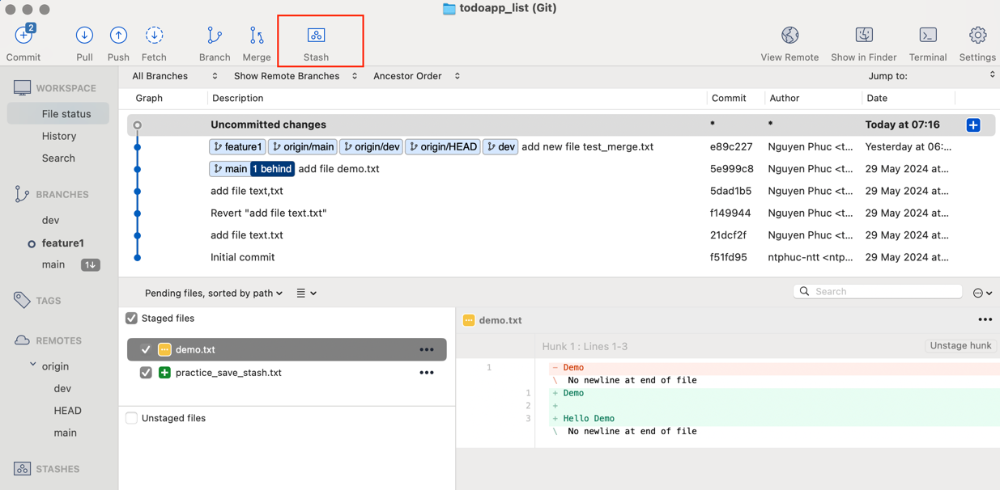 todoapp_list (Git)
2
Commit Pull Push Fetch Branch Merge Stash View Remote Show in Finder Terminal Settings
WORKSPACE
File status
History
Search
BRANCHES
dev
feature1
main 1↓
TAGS
REMOTES
origin
dev
HEAD
main
STASHES
All Branches Show Remote Branches Ancestor Order Jump to:
Graph Description Commit Author Date
Uncommitted changes * * Today at 07:16
feature1 origin/main origin/dev origin/HEAD dev add new file test_merge.txt e89c227 Nguyen Phuc <t... Yesterday at 06:...
main 1 behind add file demo.txt 5e999c8 Nguyen Phuc <t... 29 May 2024 at...
add file text,txt 5dad1b5 Nguyen Phuc <t... 29 May 2024 at...
Revert "add file text.txt" f149944 Nguyen Phuc <t... 29 May 2024 at...
add file text.txt 21dcf2f Nguyen Phuc <t... 29 May 2024 at...
Initial commit f51fd95 ntphuc-ntt <ntp... 29 May 2024 at...
Pending files, sorted by path Search
Staged files
demo.txt
practice_save_stash.txt
Unstaged files
demo.txt
Hunk 1 : Lines 1-3 Unstage hunk
1 - Demo
\ No newline at end of file
1 + Demo
2 +
3 + Hello Demo
\ No newline at end of file